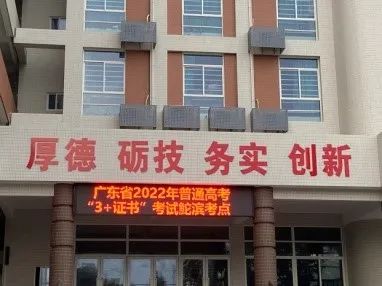 厚德 砺技 务实 创新
广东省2022年普通高考
“3+证书”考试鮀滨考点